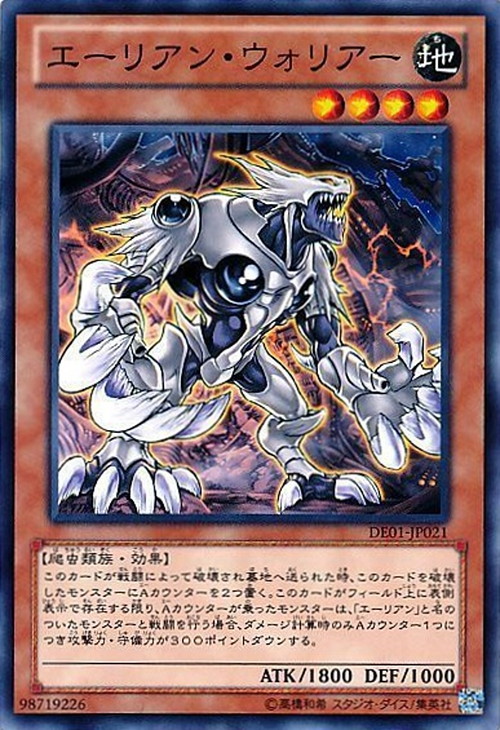 エーリアン・ウォリアー
地
DE01-JP021
【爬虫類族・効果】
このカードが戦闘によって破壊され墓地へ送られた時、このカードを破壊
したモンスターにAカウンターを2つ置く。このカードがフィールド上に表側
表示で存在する限り、Aカウンターが乗ったモンスターは、「エーリアン」と名の
ついたモンスターと戦闘を行う場合、ダメージ計算時のみAカウンター1つに
つき攻撃力・守備力が300ポイントダウンする。
ATK/1800 DEF/1000
98719226 ©高橋和希 スタジオ・ダイス/集英社